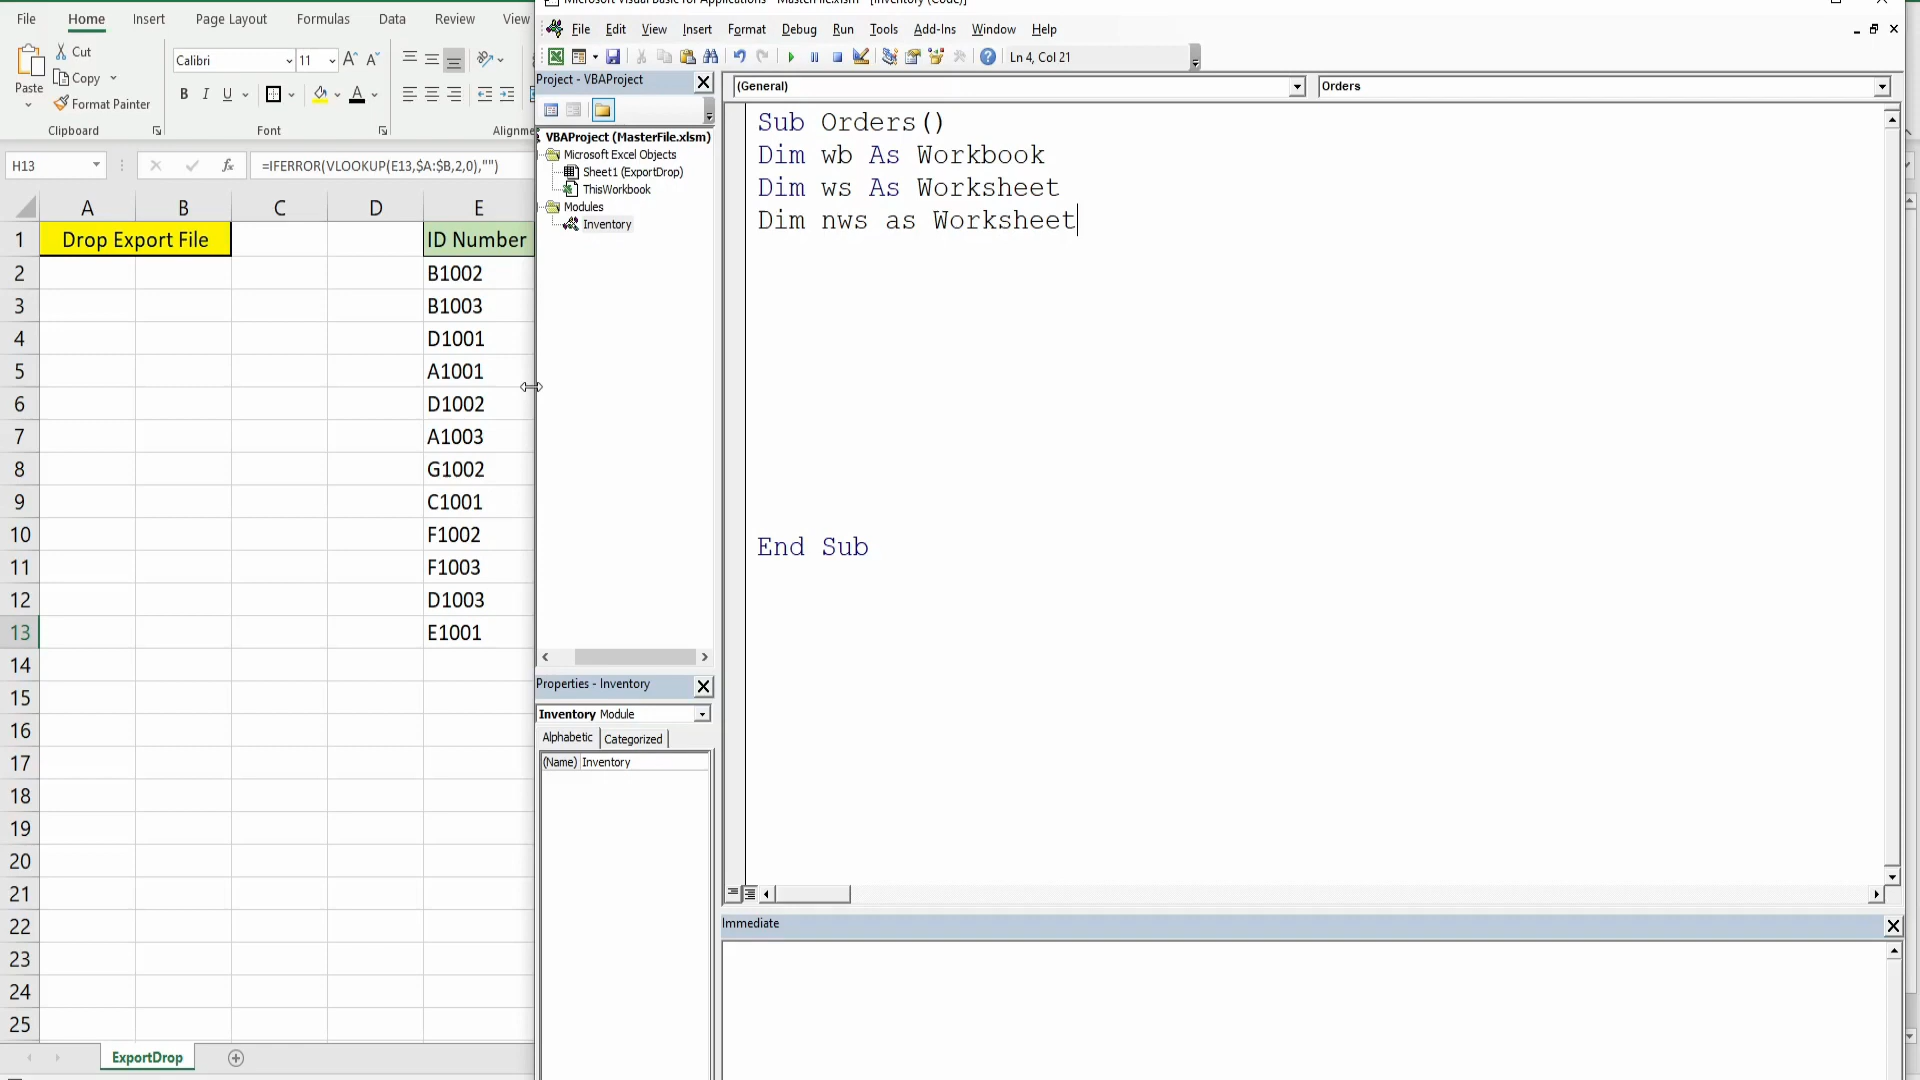 File Home Insert Page Layout Formulas Data Review View
Paste
Cut
Copy
Format Painter
Clipboard
Calibri 11
B I U
Font
Alignme
H13 fx =IFERROR(VLOOKUP(E13,$A:$B,2,0),"")
A B C D E
1 Drop Export File ID Number
2 B1002
3 B1003
4 D1001
5 A1001
6 D1002
7 A1003
8 G1002
9 C1001
10 F1002
11 F1003
12 D1003
13 E1001
14
15
16
17
18
19
20
21
22
23
24
25
ExportDrop
File Edit View Insert Format Debug Run Tools Add-Ins Window Help
Ln 4, Col 21
Project - VBAProject
VBAProject (MasterFile.xlsm)
Microsoft Excel Objects
Sheet1 (ExportDrop)
ThisWorkbook
Modules
Inventory
Properties - Inventory
Inventory Module
Alphabetic Categorized
(Name) Inventory
(General) Orders
Sub Orders()
Dim wb As Workbook
Dim ws As Worksheet
Dim nws as Worksheet
End Sub
Immediate